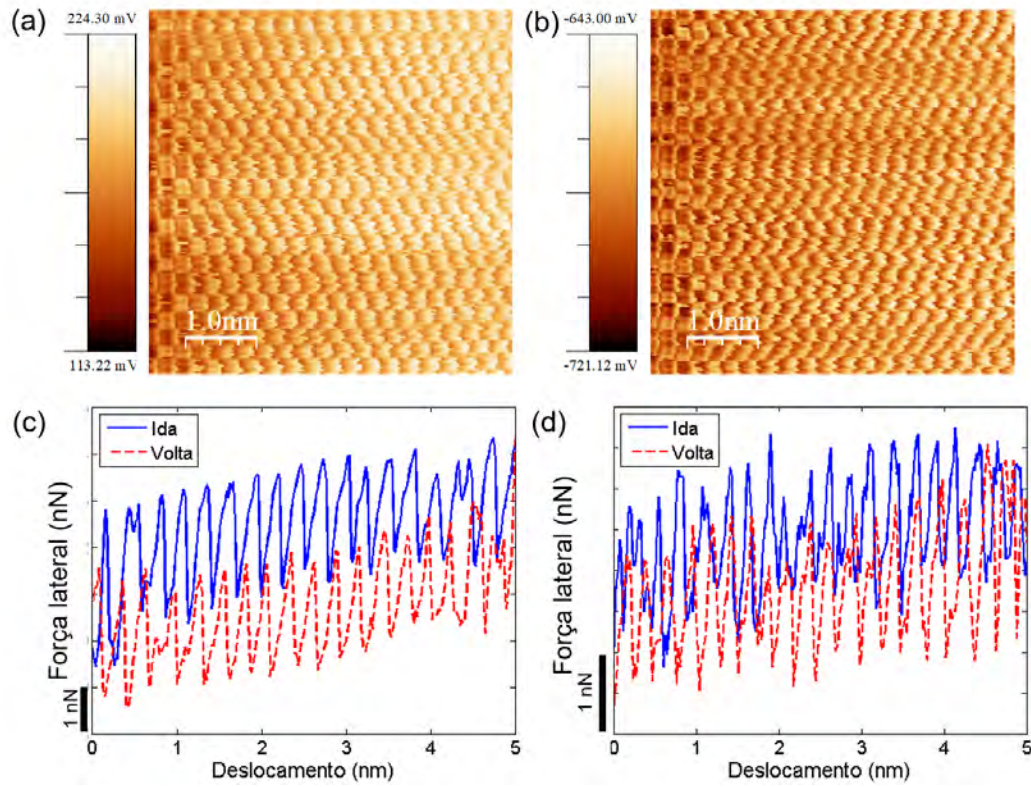 (a)
224.30 mV
113.22 mV
1.0nm
(b)
-643.00 mV
-721.12 mV
1.0nm
(c)
Ida
Volta
Força lateral (nN)
1 nN
0 1 2 3 4 5
Deslocamento (nm)
(d)
Ida
Volta
Força lateral (nN)
1 nN
0 1 2 3 4 5
Deslocamento (nm)